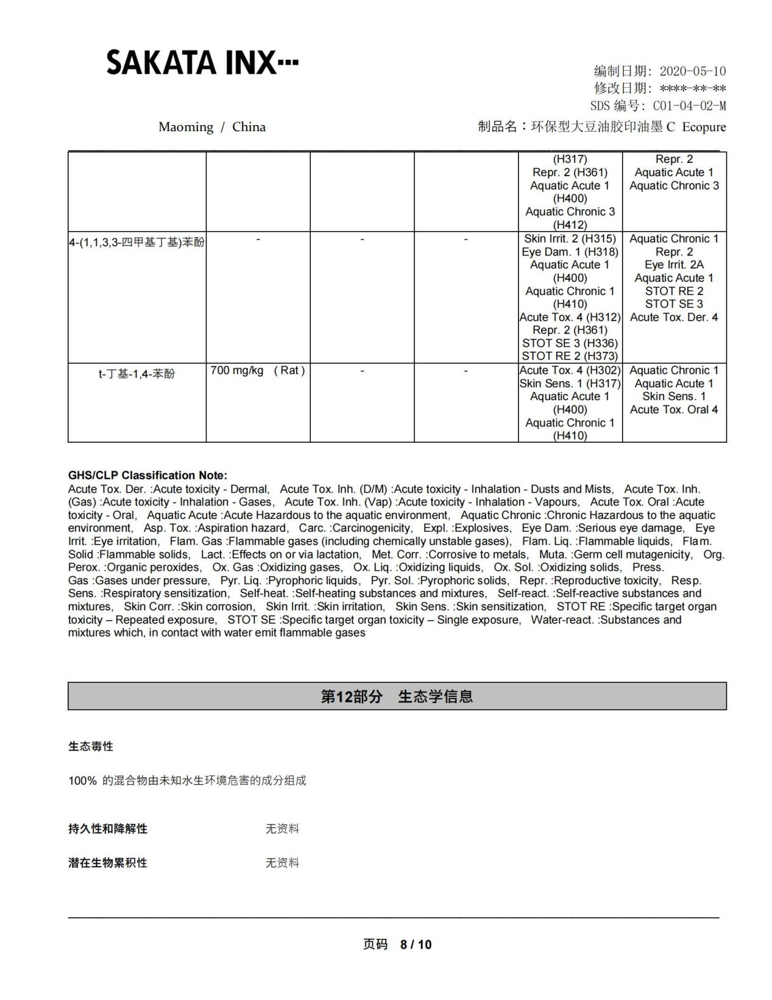 SAKATA INX
编制日期: 2020-05-10
修改日期: ****-**-**
SDS 编号: C01-04-02-M
Maoming / China
制品名：环保型大豆油胶印油墨 C Ecopure
(H317)
Repr. 2 (H361)
Aquatic Acute 1
(H400)
Aquatic Chronic 3
(H412)
Repr. 2
Aquatic Acute 1
Aquatic Chronic 3
4-(1,1,3,3-四甲基丁基)苯酚
-
-
-
Skin Irrit. 2 (H315)
Eye Dam. 1 (H318)
Aquatic Acute 1
(H400)
Aquatic Chronic 1
(H410)
Acute Tox. 4 (H312)
Repr. 2 (H361)
STOT SE 3 (H336)
STOT RE 2 (H373)
Aquatic Chronic 1
Repr. 2
Eye Irrit. 2A
Aquatic Acute 1
STOT RE 2
STOT SE 3
Acute Tox. Der. 4
t-丁基-1,4-苯酚
700 mg/kg ( Rat )
-
-
Acute Tox. 4 (H302)
Skin Sens. 1 (H317)
Aquatic Acute 1
(H400)
Aquatic Chronic 1
(H410)
Aquatic Chronic 1
Aquatic Acute 1
Skin Sens. 1
Acute Tox. Oral 4
GHS/CLP Classification Note:
Acute Tox. Der. :Acute toxicity - Dermal, Acute Tox. Inh. (D/M) :Acute toxicity - Inhalation - Dusts and Mists, Acute Tox. Inh.
(Gas) :Acute toxicity - Inhalation - Gases, Acute Tox. Inh. (Vap) :Acute toxicity - Inhalation - Vapours, Acute Tox. Oral :Acute
toxicity - Oral, Aquatic Acute :Acute Hazardous to the aquatic environment, Aquatic Chronic :Chronic Hazardous to the aquatic
environment, Asp. Tox. :Aspiration hazard, Carc. :Carcinogenicity, Expl. :Explosives, Eye Dam. :Serious eye damage, Eye
Irrit. :Eye irritation, Flam. Gas :Flammable gases (including chemically unstable gases), Flam. Liq. :Flammable liquids, Flam.
Solid :Flammable solids, Lact. :Effects on or via lactation, Met. Corr. :Corrosive to metals, Muta. :Germ cell mutagenicity, Org.
Perox. :Organic peroxides, Ox. Gas :Oxidizing gases, Ox. Liq. :Oxidizing liquids, Ox. Sol. :Oxidizing solids, Press.
Gas :Gases under pressure, Pyr. Liq. :Pyrophoric liquids, Pyr. Sol. :Pyrophoric solids, Repr. :Reproductive toxicity, Resp.
Sens. :Respiratory sensitization, Self-heat. :Self-heating substances and mixtures, Self-react. :Self-reactive substances and
mixtures, Skin Corr. :Skin corrosion, Skin Irrit. :Skin irritation, Skin Sens. :Skin sensitization, STOT RE :Specific target organ
toxicity – Repeated exposure, STOT SE :Specific target organ toxicity – Single exposure, Water-react. :Substances and
mixtures which, in contact with water emit flammable gases
第12部分 生态学信息
生态毒性
100% 的混合物由未知水生环境危害的成分组成
持久性和降解性 无资料
潜在生物累积性 无资料
页码 8 / 10